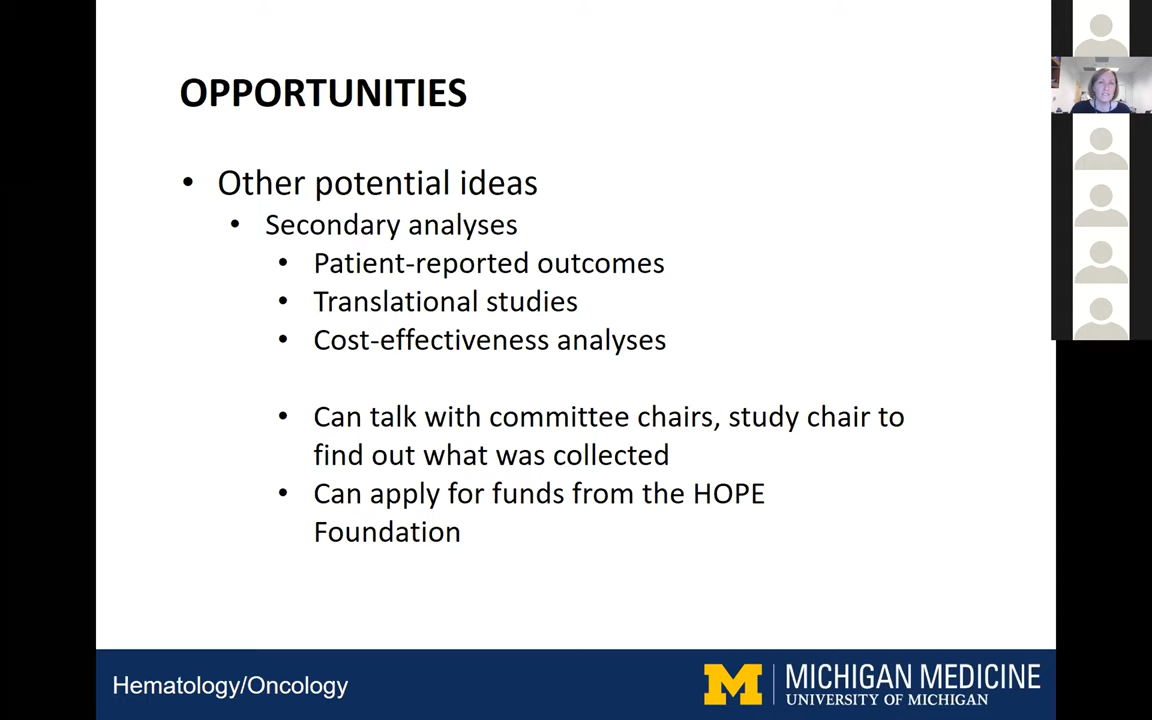 OPPORTUNITIES
• Other potential ideas
• Secondary analyses
• Patient-reported outcomes
• Translational studies
• Cost-effectiveness analyses
• Can talk with committee chairs, study chair to
find out what was collected
• Can apply for funds from the HOPE
Foundation
Hematology/Oncology
M
MICHIGAN MEDICINE
UNIVERSITY OF MICHIGAN